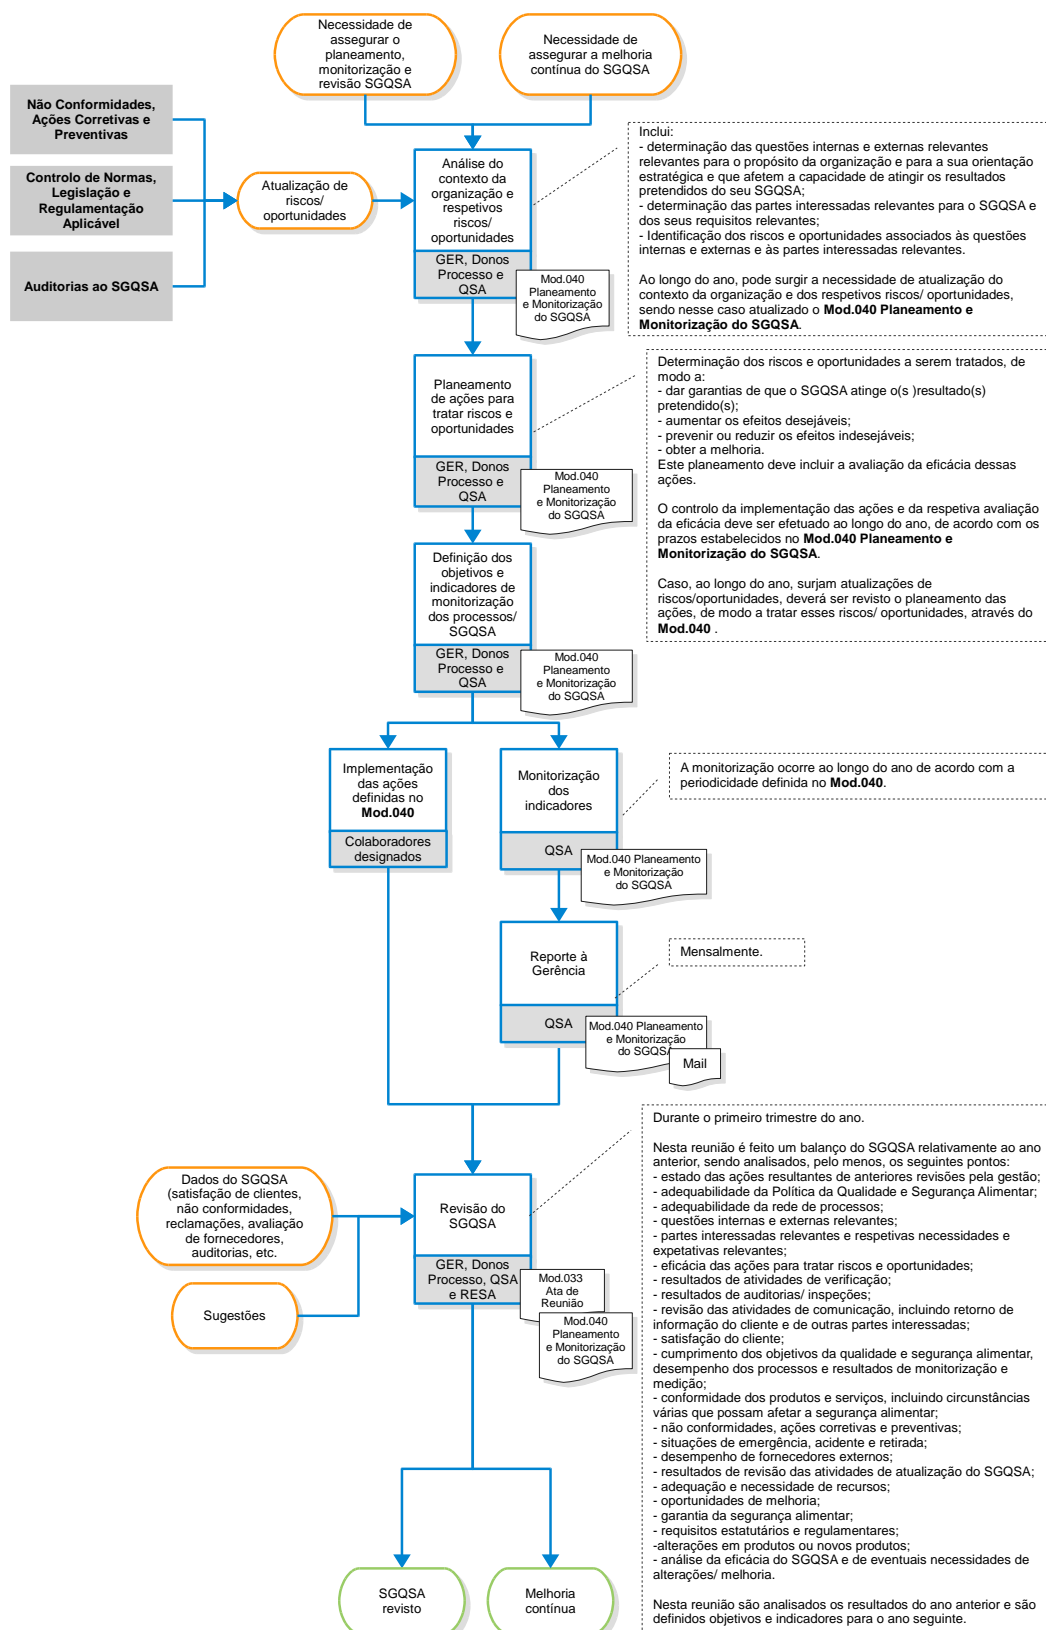 Necessidade de
assegurar o
planeamento,
monitorização e
revisão SGQSA
Necessidade de
assegurar a melhoria
contínua do SGQSA
Não Conformidades,
Ações Corretivas e
Preventivas
Controlo de Normas,
Legislação e
Regulamentação
Aplicável
Auditorias ao SGQSA
Atualização de
riscos/
oportunidades
Análise do
contexto da
organização e
respetivos
riscos/
oportunidades
GER, Donos
Processo e
QSA
Mod.040
Planeamento
e Monitorização
do SGQSA
Inclui:
- determinação das questões internas e externas relevantes
relevantes para o propósito da organização e para a sua orientação
estratégica e que afetem a capacidade de atingir os resultados
pretendidos do seu SGQSA;
- determinação das partes interessadas relevantes para o SGQSA e
dos seus requisitos relevantes;
- Identificação dos riscos e oportunidades associados às questões
internas e externas e às partes interessadas relevantes.
Ao longo do ano, pode surgir a necessidade de atualização do
contexto da organização e dos respetivos riscos/ oportunidades,
sendo nesse caso atualizado o Mod.040 Planeamento e
Monitorização do SGQSA.
Planeamento
de ações para
tratar riscos e
oportunidades
GER, Donos
Processo e
QSA
Mod.040
Planeamento
e Monitorização
do SGQSA
Determinação dos riscos e oportunidades a serem tratados, de
modo a:
- dar garantias de que o SGQSA atinge o(s )resultado(s)
pretendido(s);
- aumentar os efeitos desejáveis;
- prevenir ou reduzir os efeitos indesejáveis;
- obter a melhoria.
Este planeamento deve incluir a avaliação da eficácia dessas
ações.
O controlo da implementação das ações e da respetiva avaliação
da eficácia deve ser efetuado ao longo do ano, de acordo com os
prazos estabelecidos no Mod.040 Planeamento e
Monitorização do SGQSA.
Caso, ao longo do ano, surjam atualizações de
riscos/oportunidades, deverá ser revisto o planeamento das
ações, de modo a tratar esses riscos/ oportunidades, através do
Mod.040 .
Definição dos
objetivos e
indicadores de
monitorização
dos processos/
SGQSA
GER, Donos
Processo e
QSA
Mod.040
Planeamento
e Monitorização
do SGQSA
Implementação
das ações
definidas no
Mod.040
Colaboradores
designados
Monitorização
dos
indicadores
QSA
Mod.040 Planeamento
e Monitorização
do SGQSA
A monitorização ocorre ao longo do ano de acordo com a
periodicidade definida no Mod.040.
Reporte à
Gerência
QSA
Mod.040 Planeamento
e Monitorização
do SGQSA
Mail
Mensalmente.
Dados do SGQSA
(satisfação de clientes,
não conformidades,
reclamações, avaliação
de fornecedores,
auditorias, etc.
Sugestões
Revisão do
SGQSA
GER, Donos
Processo, QSA
e RESA
Mod.033
Ata de
Reunião
Mod.040
Planeamento
e Monitorização
do SGQSA
Durante o primeiro trimestre do ano.
Nesta reunião é feito um balanço do SGQSA relativamente ao ano
anterior, sendo analisados, pelo menos, os seguintes pontos:
- estado das ações resultantes de anteriores revisões pela gestão;
- adequabilidade da Política da Qualidade e Segurança Alimentar;
- adequabilidade da rede de processos;
- questões internas e externas relevantes;
- partes interessadas relevantes e respetivas necessidades e
expetativas relevantes;
- eficácia das ações para tratar riscos e oportunidades;
- resultados de atividades de verificação;
- resultados de auditorias/ inspeções;
- revisão das atividades de comunicação, incluindo retorno de
informação do cliente e de outras partes interessadas;
- satisfação do cliente;
- cumprimento dos objetivos da qualidade e segurança alimentar,
desempenho dos processos e resultados de monitorização e
medição;
- conformidade dos produtos e serviços, incluindo circunstâncias
várias que possam afetar a segurança alimentar;
- não conformidades, ações corretivas e preventivas;
- situações de emergência, acidente e retirada;
- desempenho de fornecedores externos;
- resultados de revisão das atividades de atualização do SGQSA;
- adequação e necessidade de recursos;
- oportunidades de melhoria;
- garantia da segurança alimentar;
- requisitos estatutários e regulamentares;
-alterações em produtos ou novos produtos;
- análise da eficácia do SGQSA e de eventuais necessidades de
alterações/ melhoria.
Nesta reunião são analisados os resultados do ano anterior e são
definidos objetivos e indicadores para o ano seguinte.
SGQSA
revisto
Melhoria
contínua